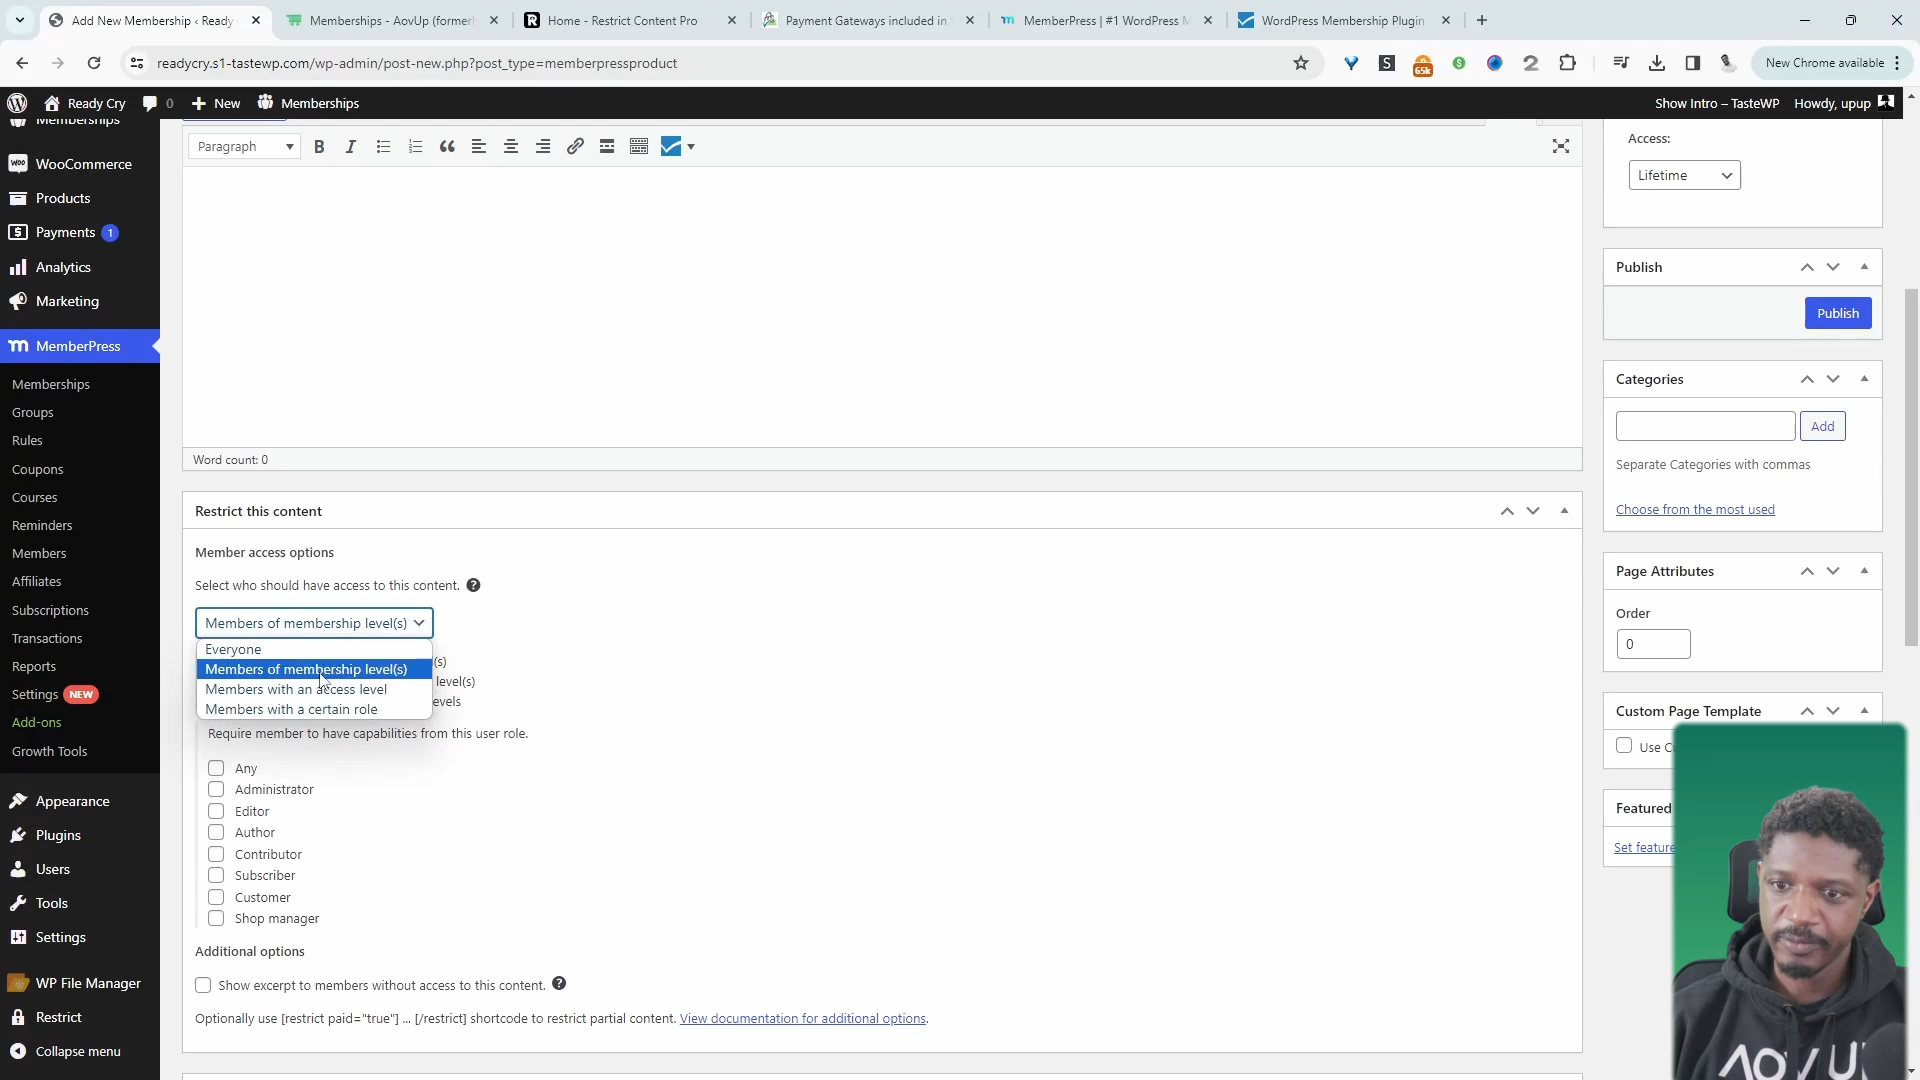 Add New Membership ‹ Ready
Memberships - AovUp (former
Home - Restrict Content Pro
Payment Gateways included in
MemberPress | #1 WordPress M
WordPress Membership Plugin
readycry.s1-tastewp.com/wp-admin/post-new.php?post_type=memberpressproduct
New Chrome available
Ready Cry
0
New
Memberships
Show Intro – TasteWP
Howdy, upup
Memberships
WooCommerce
Products
Payments 1
Analytics
Marketing
MemberPress
Memberships
Groups
Rules
Coupons
Courses
Reminders
Members
Affiliates
Subscriptions
Transactions
Reports
Settings NEW
Add-ons
Growth Tools
Appearance
Plugins
Users
Tools
Settings
WP File Manager
Restrict
Collapse menu
Paragraph
Word count: 0
Restrict this content
Member access options
Select who should have access to this content.
Members of membership level(s)
Everyone
Members of membership level(s)
(s)
Members with an access level
level(s)
Members with a certain role
evels
Require member to have capabilities from this user role.
Any
Administrator
Editor
Author
Contributor
Subscriber
Customer
Shop manager
Additional options
Show excerpt to members without access to this content.
Optionally use [restrict paid="true"] ... [/restrict] shortcode to restrict partial content. View documentation for additional options.
Access:
Lifetime
Publish
Publish
Categories
Add
Separate Categories with commas
Choose from the most used
Page Attributes
Order
0
Custom Page Template
Use C
Featured
Set feature
AOV U